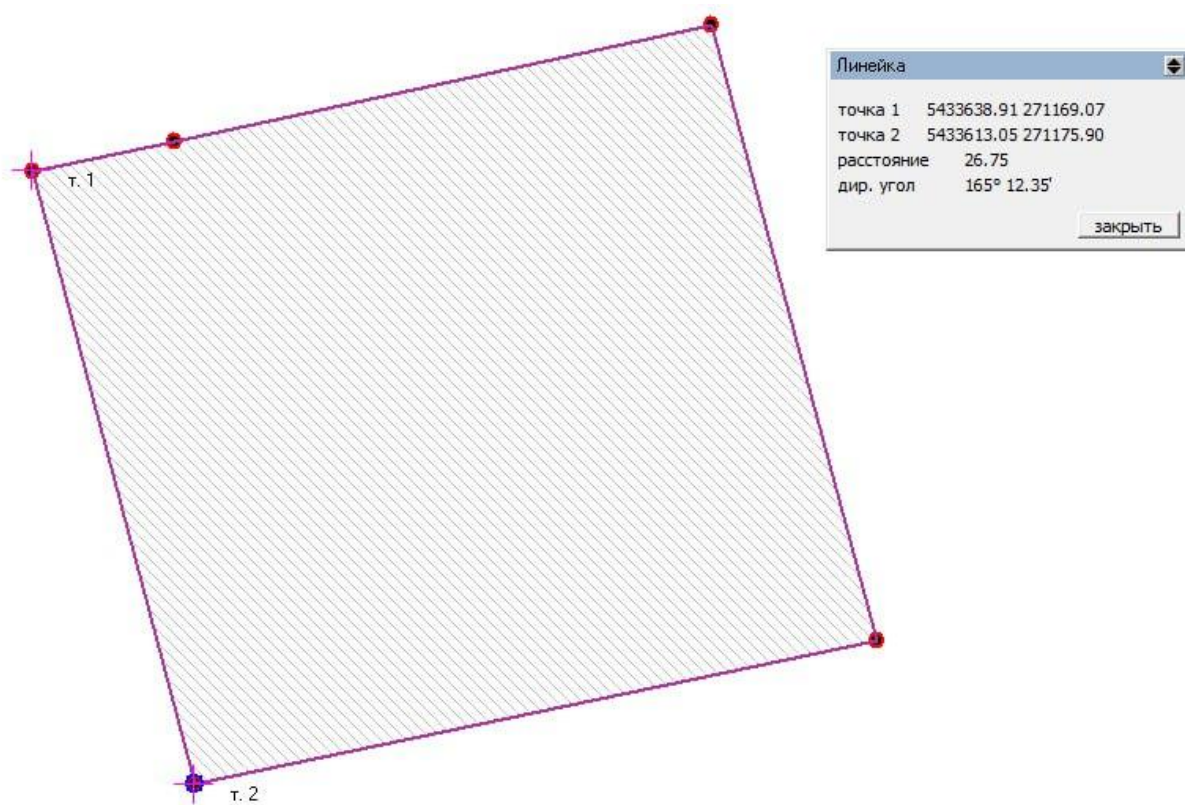 Линейка
точка 1 5433638.91 271169.07
точка 2 5433613.05 271175.90
расстояние 26.75
дир. угол 165° 12.35'
закрыть
т. 1
т. 2